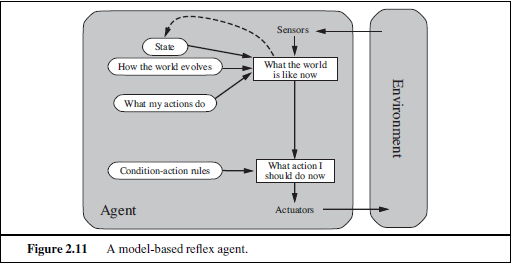 Sensors
State
How the world evolves
What the world
is like now
What my actions do
Condition-action rules
What action I
should do now
Agent
Actuators
Environment
Figure 2.11 A model-based reflex agent.